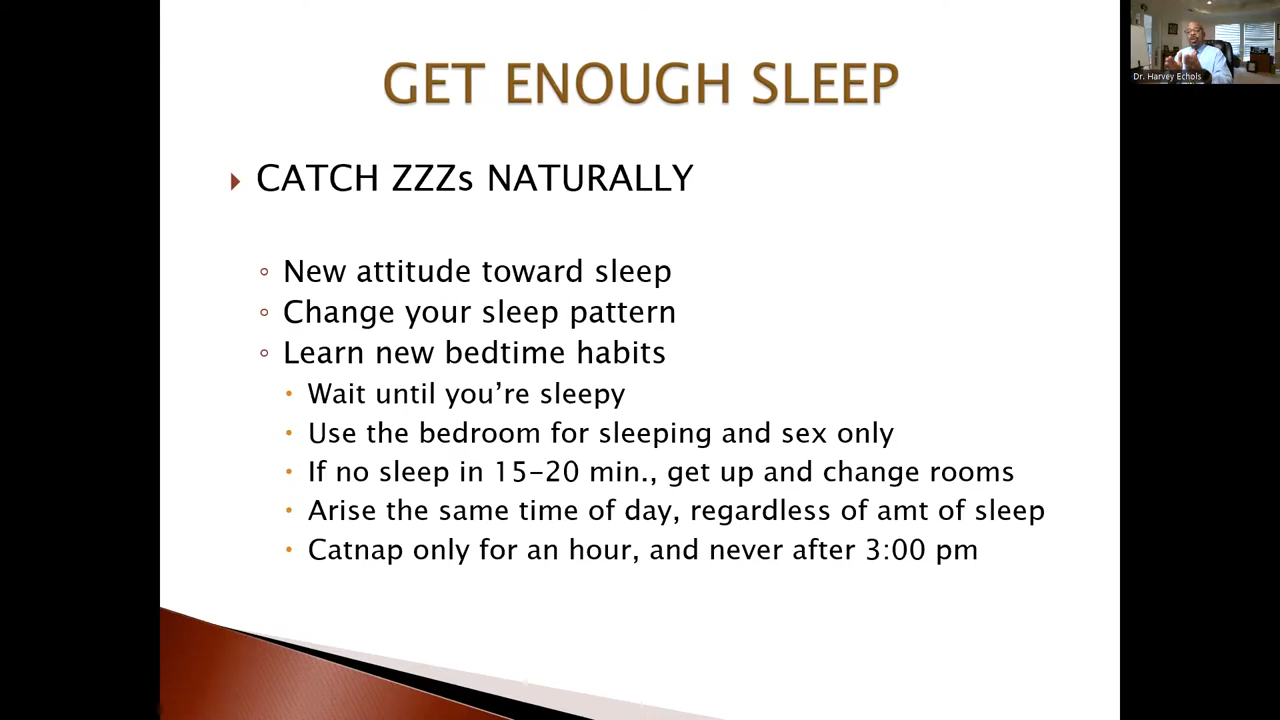 GET ENOUGH SLEEP
CATCH ZZZs NATURALLY
New attitude toward sleep
Change your sleep pattern
Learn new bedtime habits
Wait until you’re sleepy
Use the bedroom for sleeping and sex only
If no sleep in 15-20 min., get up and change rooms
Arise the same time of day, regardless of amt of sleep
Catnap only for an hour, and never after 3:00 pm
Dr. Harvey Echols